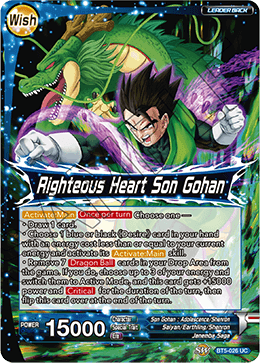 LEADER BACK
Wish
Righteous Heart Son Gohan
Activate:Main Once per turn Choose one—
• Draw 1 card.
• Choose 1 blue or black《Desire》card in your hand
with an energy cost less than or equal to your current
energy and activate its Activate:Main skill.
• Remove 7 Dragon Ball cards in your Drop Area from
the game. If you do, choose up to 3 of your energy and
switch them to Active Mode, and this card gets +5000
power and Critical for the duration of the turn, then
flip this card over at the end of the turn.
POWER 15000
Character Son Gohan : Adolescence/Shenron
Special Trait Saiyan/Earthling/Shenron
Era Janemba Saga
BT5-026 UC